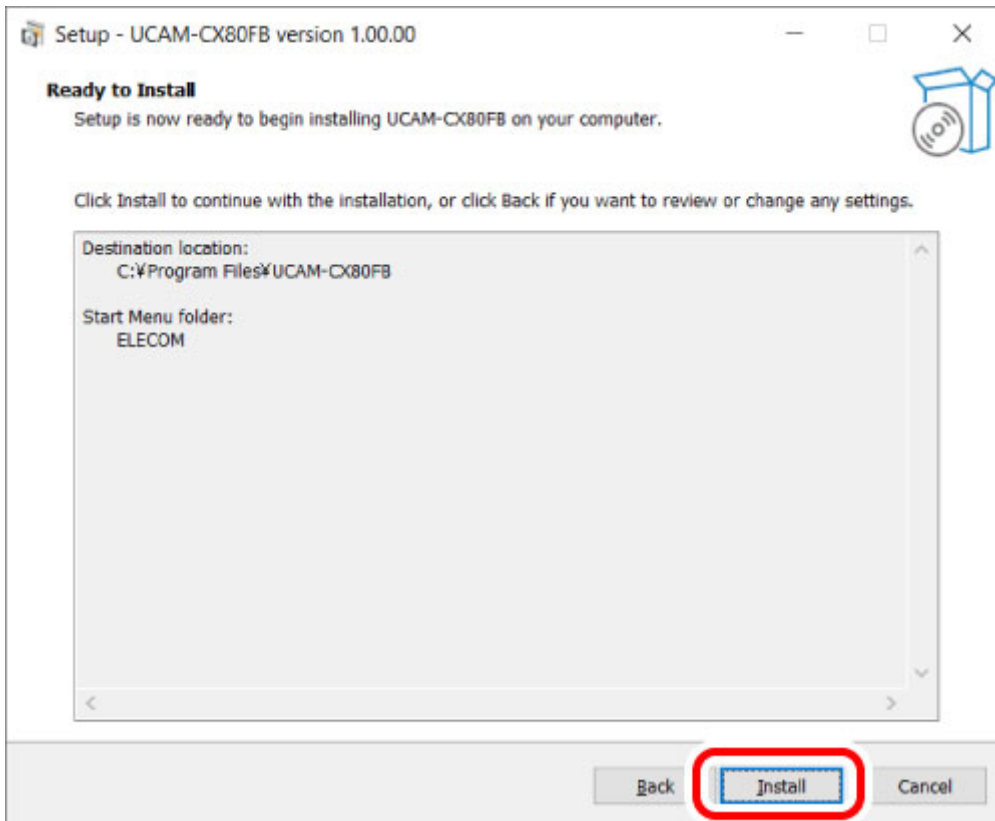 Setup - UCAM-CX80FB version 1.00.00
Ready to Install
Setup is now ready to begin installing UCAM-CX80FB on your computer.
Click Install to continue with the installation, or click Back if you want to review or change any settings.
Destination location:
C:¥Program Files¥UCAM-CX80FB
Start Menu folder:
ELECOM
Back Install Cancel